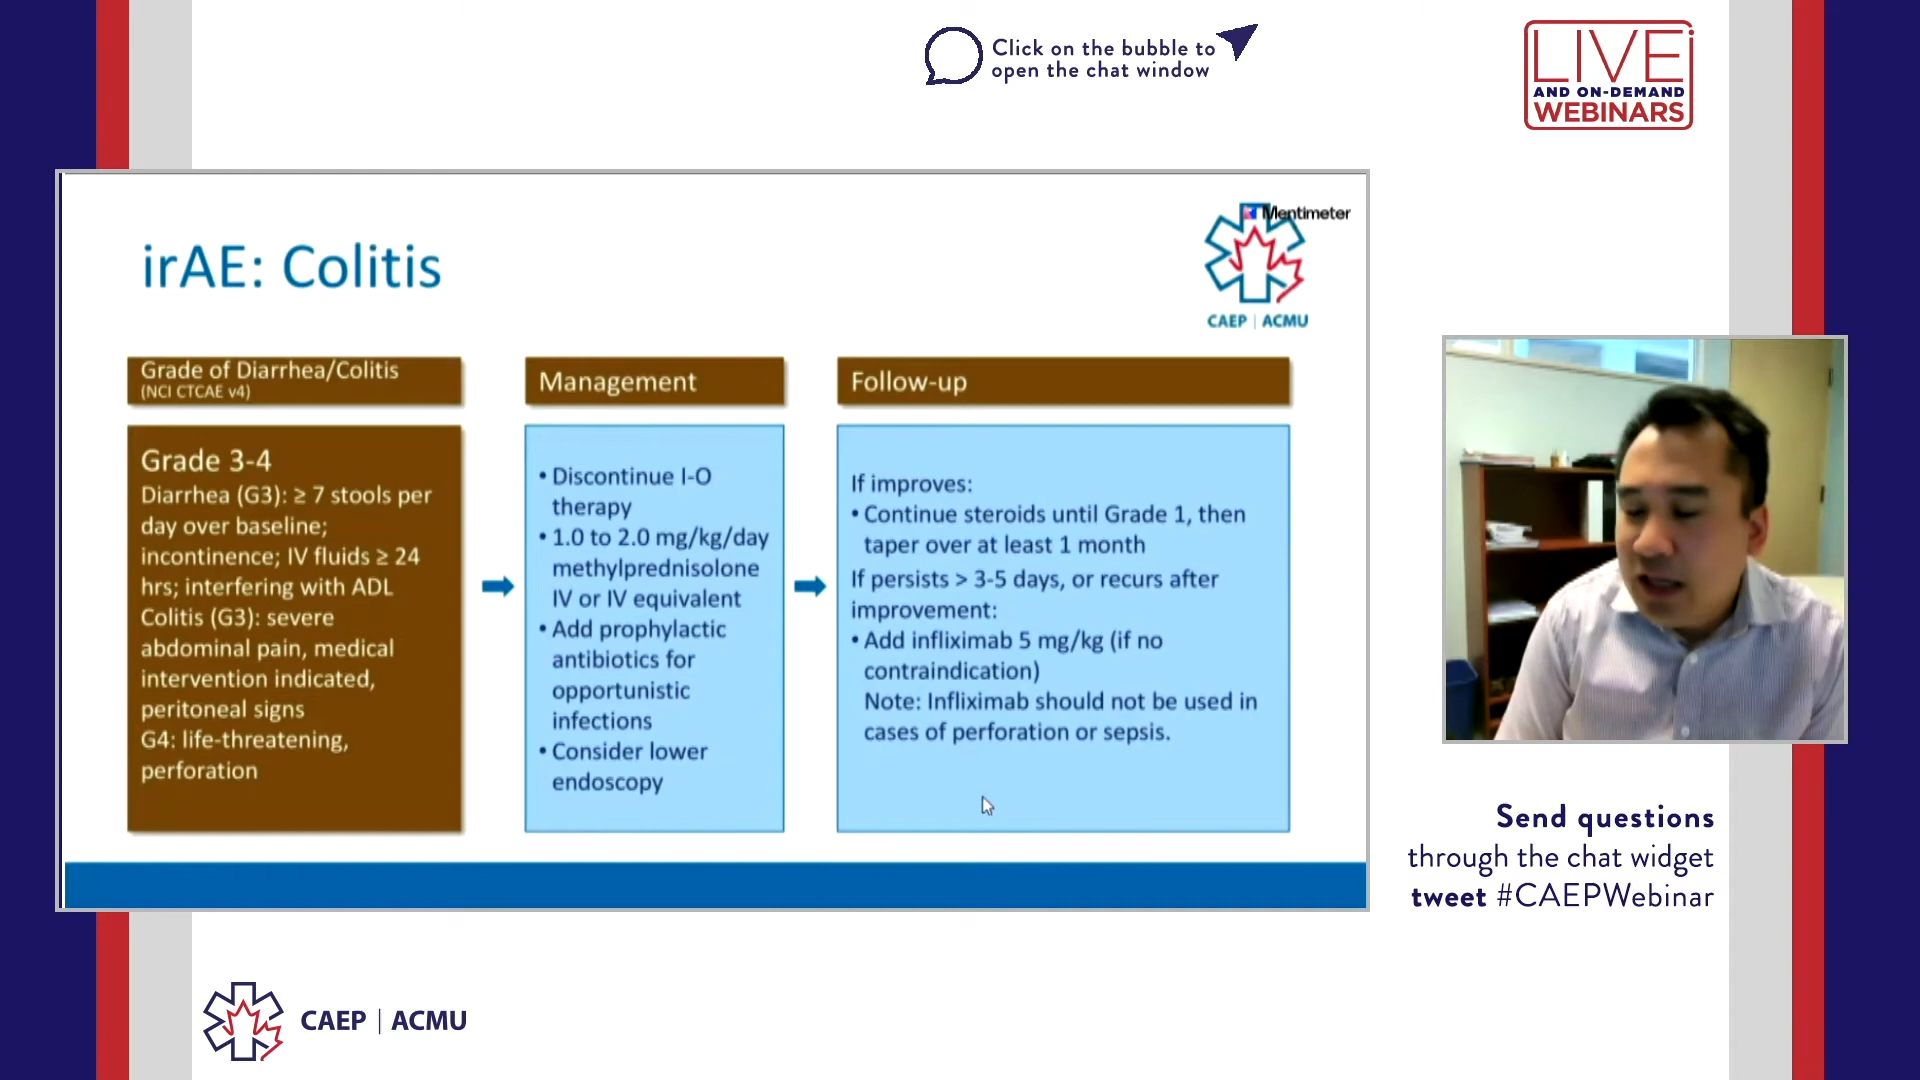 Click on the bubble to
open the chat window
LIVE
AND ON-DEMAND
WEBINARS
Mentimeter
CAEP | ACMU
irAE: Colitis
Grade of Diarrhea/Colitis
(NCI CTCAE v4)
Grade 3-4
Diarrhea (G3): ≥ 7 stools per
day over baseline;
incontinence; IV fluids ≥ 24
hrs; interfering with ADL
Colitis (G3): severe
abdominal pain, medical
intervention indicated,
peritoneal signs
G4: life-threatening,
perforation
Management
• Discontinue I-O
therapy
• 1.0 to 2.0 mg/kg/day
methylprednisolone
IV or IV equivalent
• Add prophylactic
antibiotics for
opportunistic
infections
• Consider lower
endoscopy
Follow-up
If improves:
• Continue steroids until Grade 1, then
taper over at least 1 month
If persists > 3-5 days, or recurs after
improvement:
• Add infliximab 5 mg/kg (if no
contraindication)
Note: Infliximab should not be used in
cases of perforation or sepsis.
Send questions
through the chat widget
tweet #CAEPWebinar
CAEP | ACMU